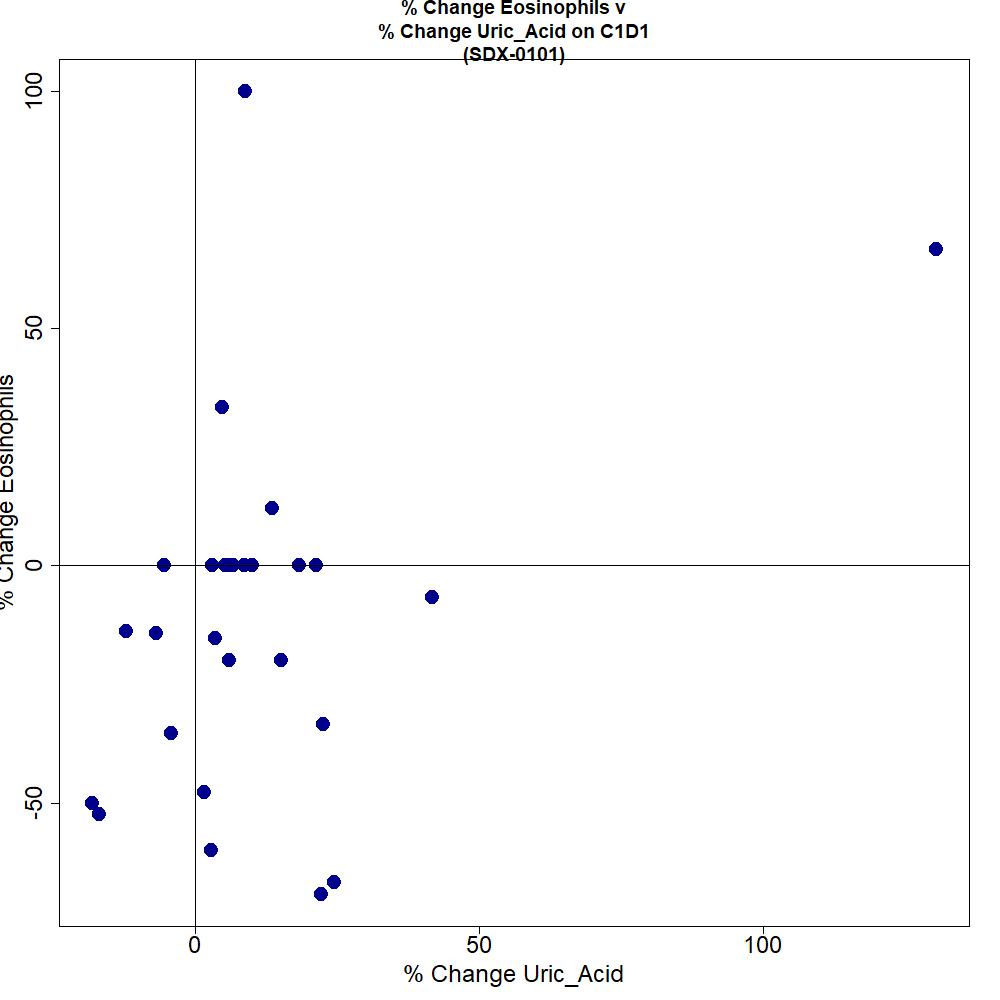 % Change Eosinophils v
% Change Uric_Acid on C1D1
(SDX-0101)
% Change Eosinophils
100
50
0
-50
0
50
100
% Change Uric_Acid